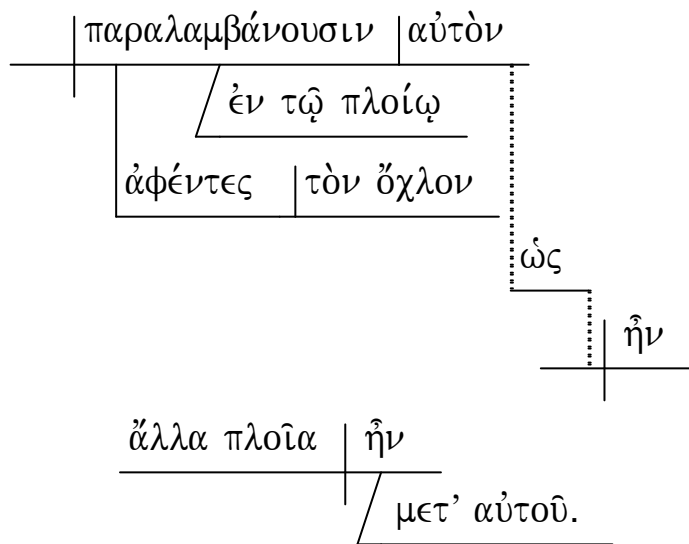 παραλαμβάνουσιν αὐτὸν
ἐν τῷ πλοίῳ
ἀφέντες τὸν ὄχλον
ὡς
ἦν
ἄλλα πλοῖα ἦν
μετ’ αὐτοῦ.